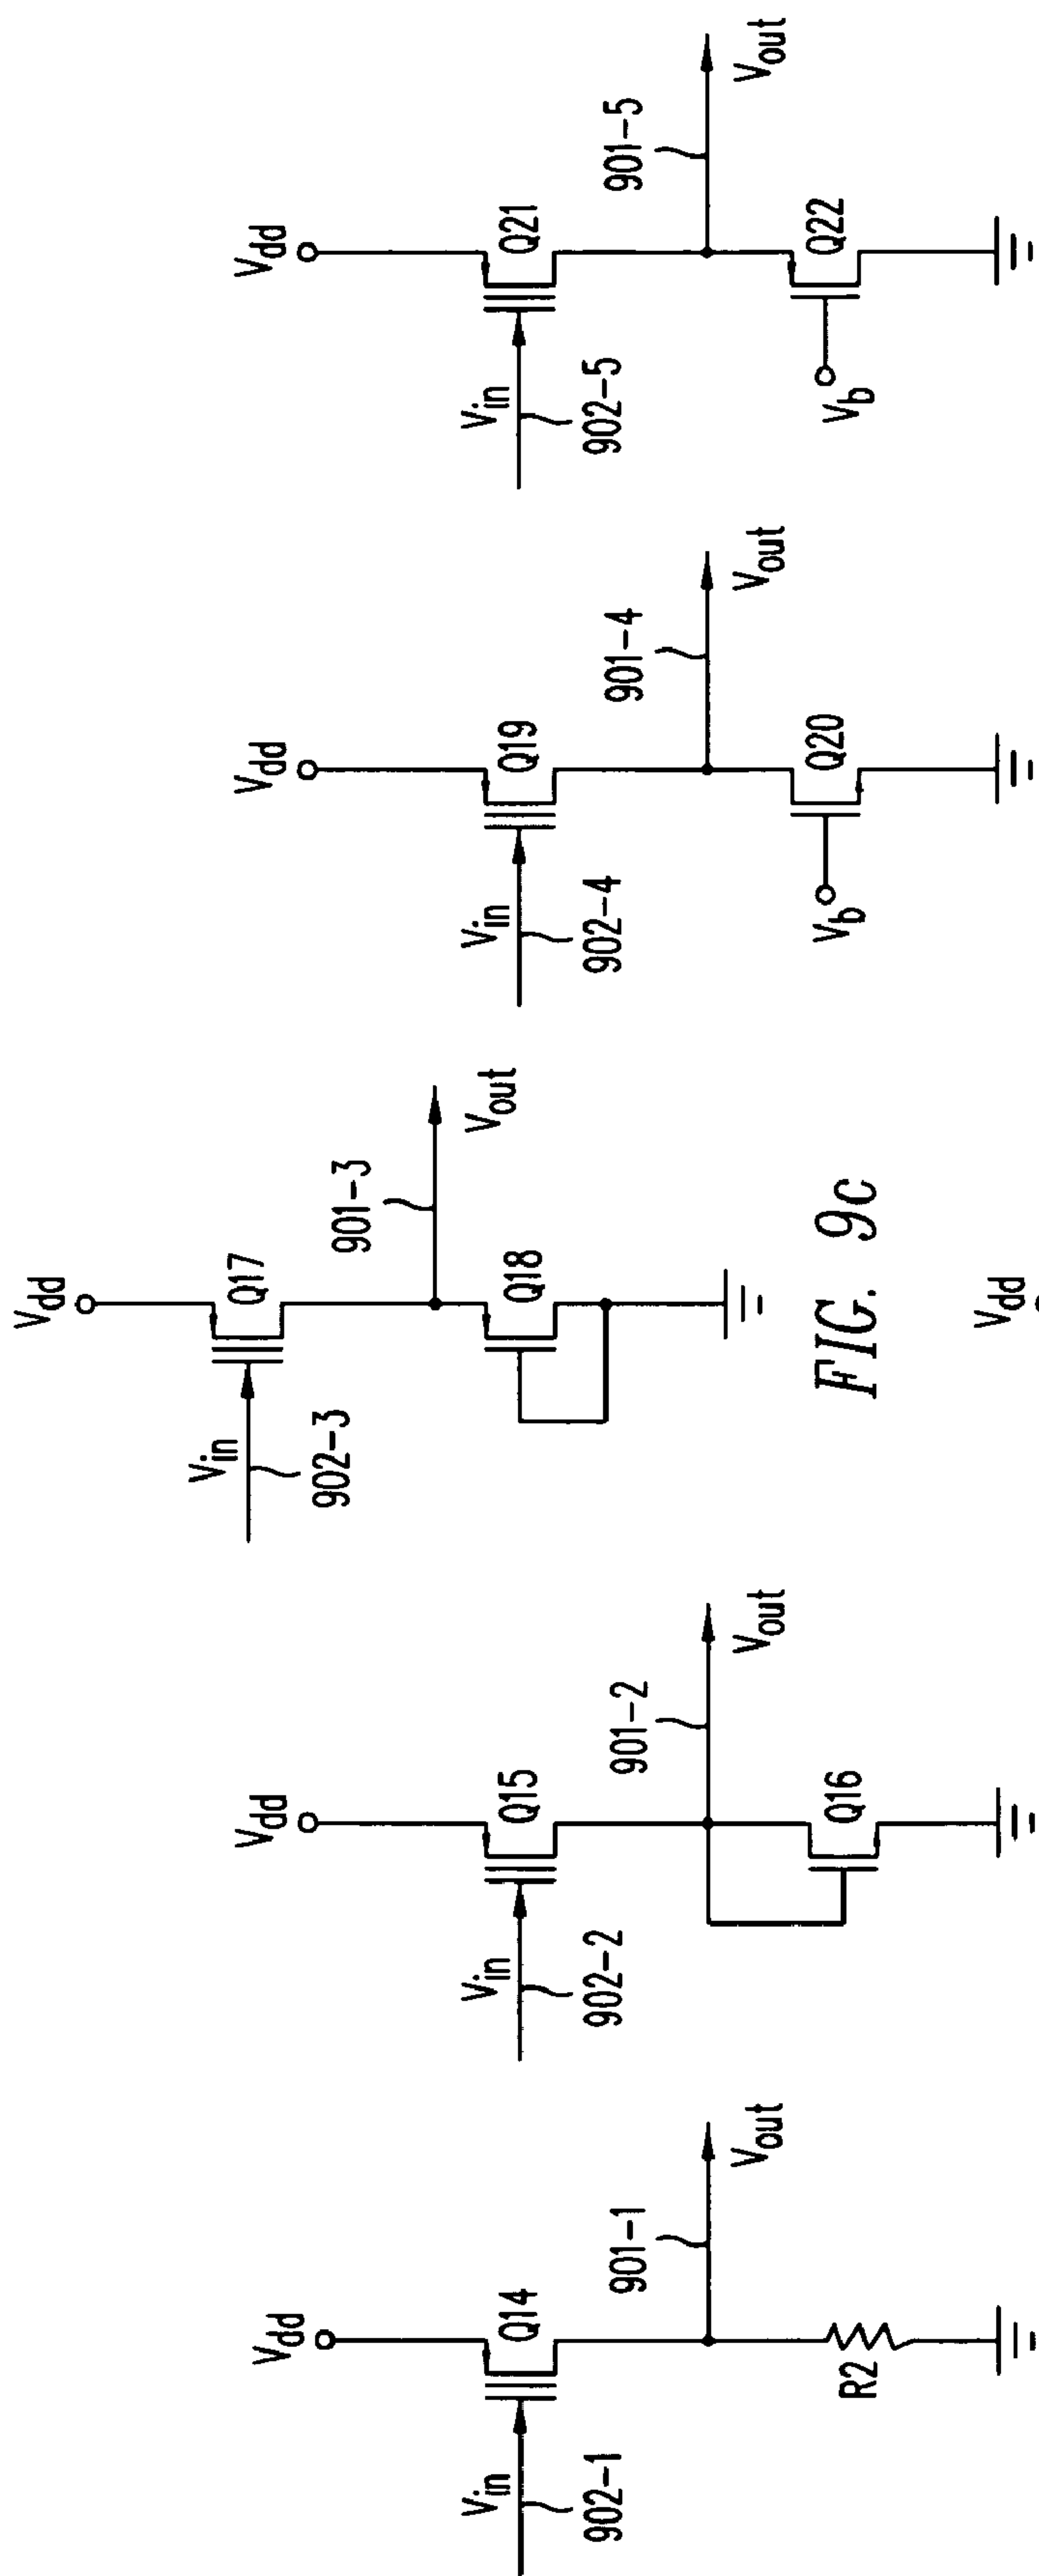 Vdd
Vin
902-1
Q14
901-1
Vout
R2
Vdd
Vin
902-2
Q15
901-2
Vout
Q16
Vdd
Vin
902-3
Q17
901-3
Vout
Q18
FIG. 9c
Vdd
Vdd
Vin
902-4
Q19
901-4
Vout
Vb
Q20
Vdd
Vin
902-5
Q21
901-5
Vout
Vb
Q22